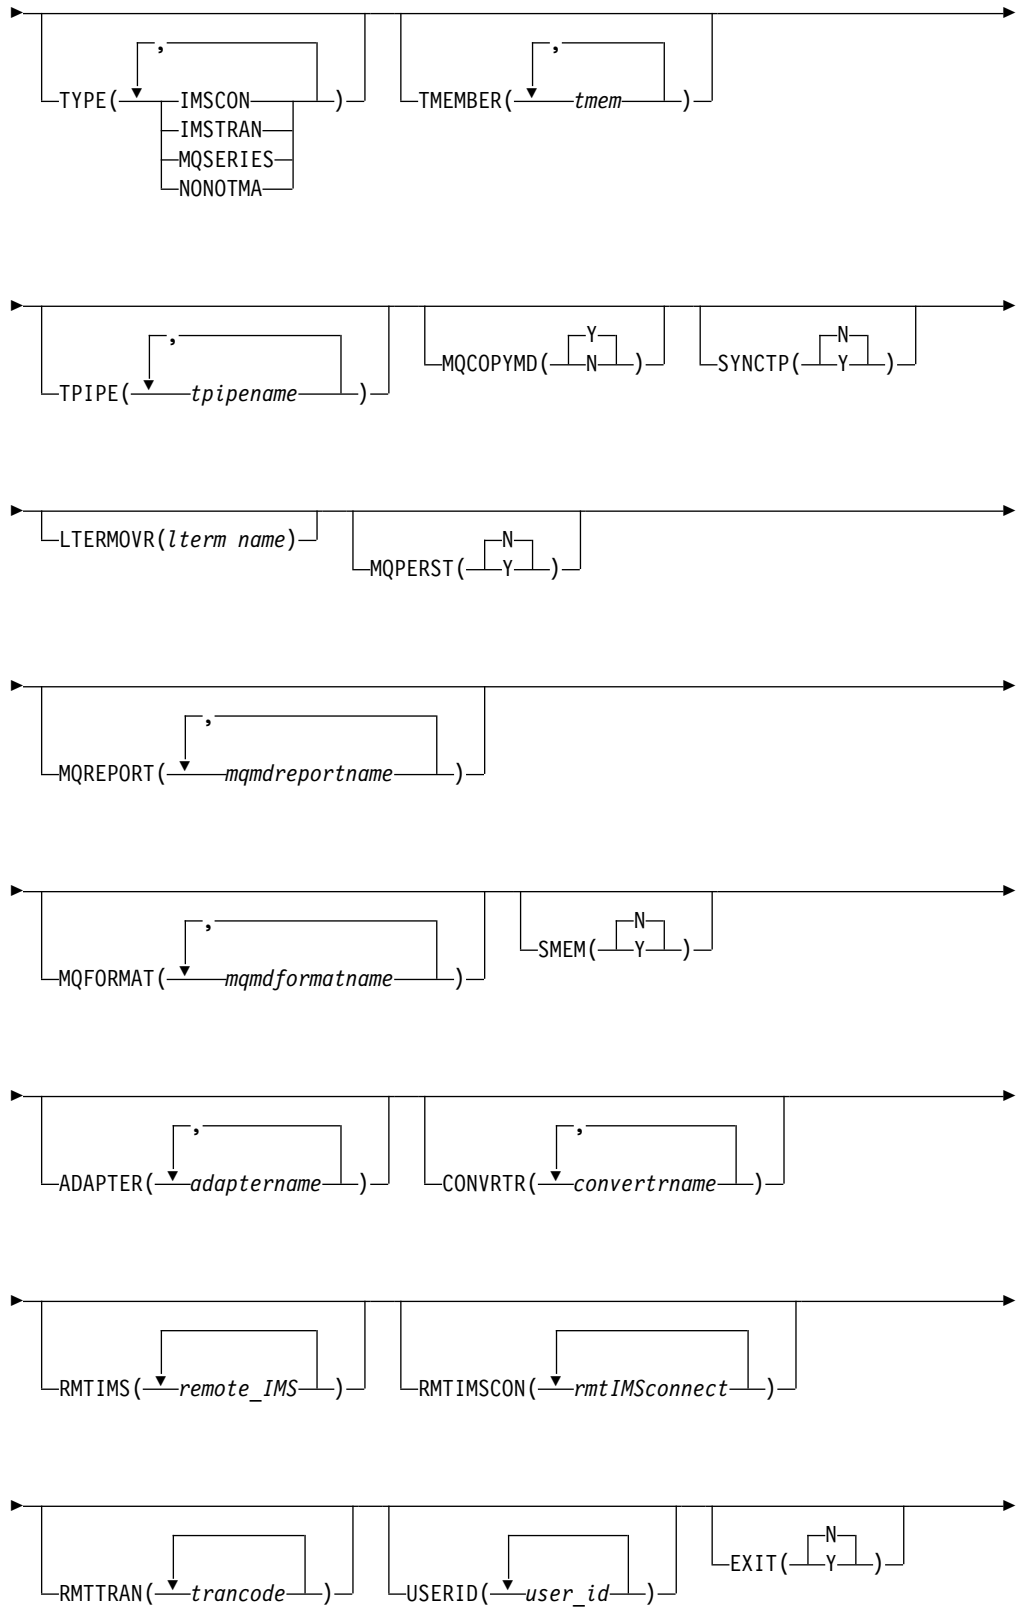 ,
,
TYPE( IMSCON ) TMEMBER( tmem )
IMSTRAN
MQSERIES
NONOTMA
, Y N
TPIPE( tpipename ) MQCOPYMD( N ) SYNCTP( Y )
LTERMOVR(lterm name) N
MQPERST( Y )
,
MQREPORT( mqmdreportname )
, N
MQFORMAT( mqmdformatname ) SMEM( Y )
, ,
ADAPTER( adaptername ) CONVRTR( convertrname )
RMTIMS( remote_IMS ) RMTIMSCON( rmtIMSconnect )
N
RMTTRAN( trancode ) USERID( user_id ) EXIT( Y )